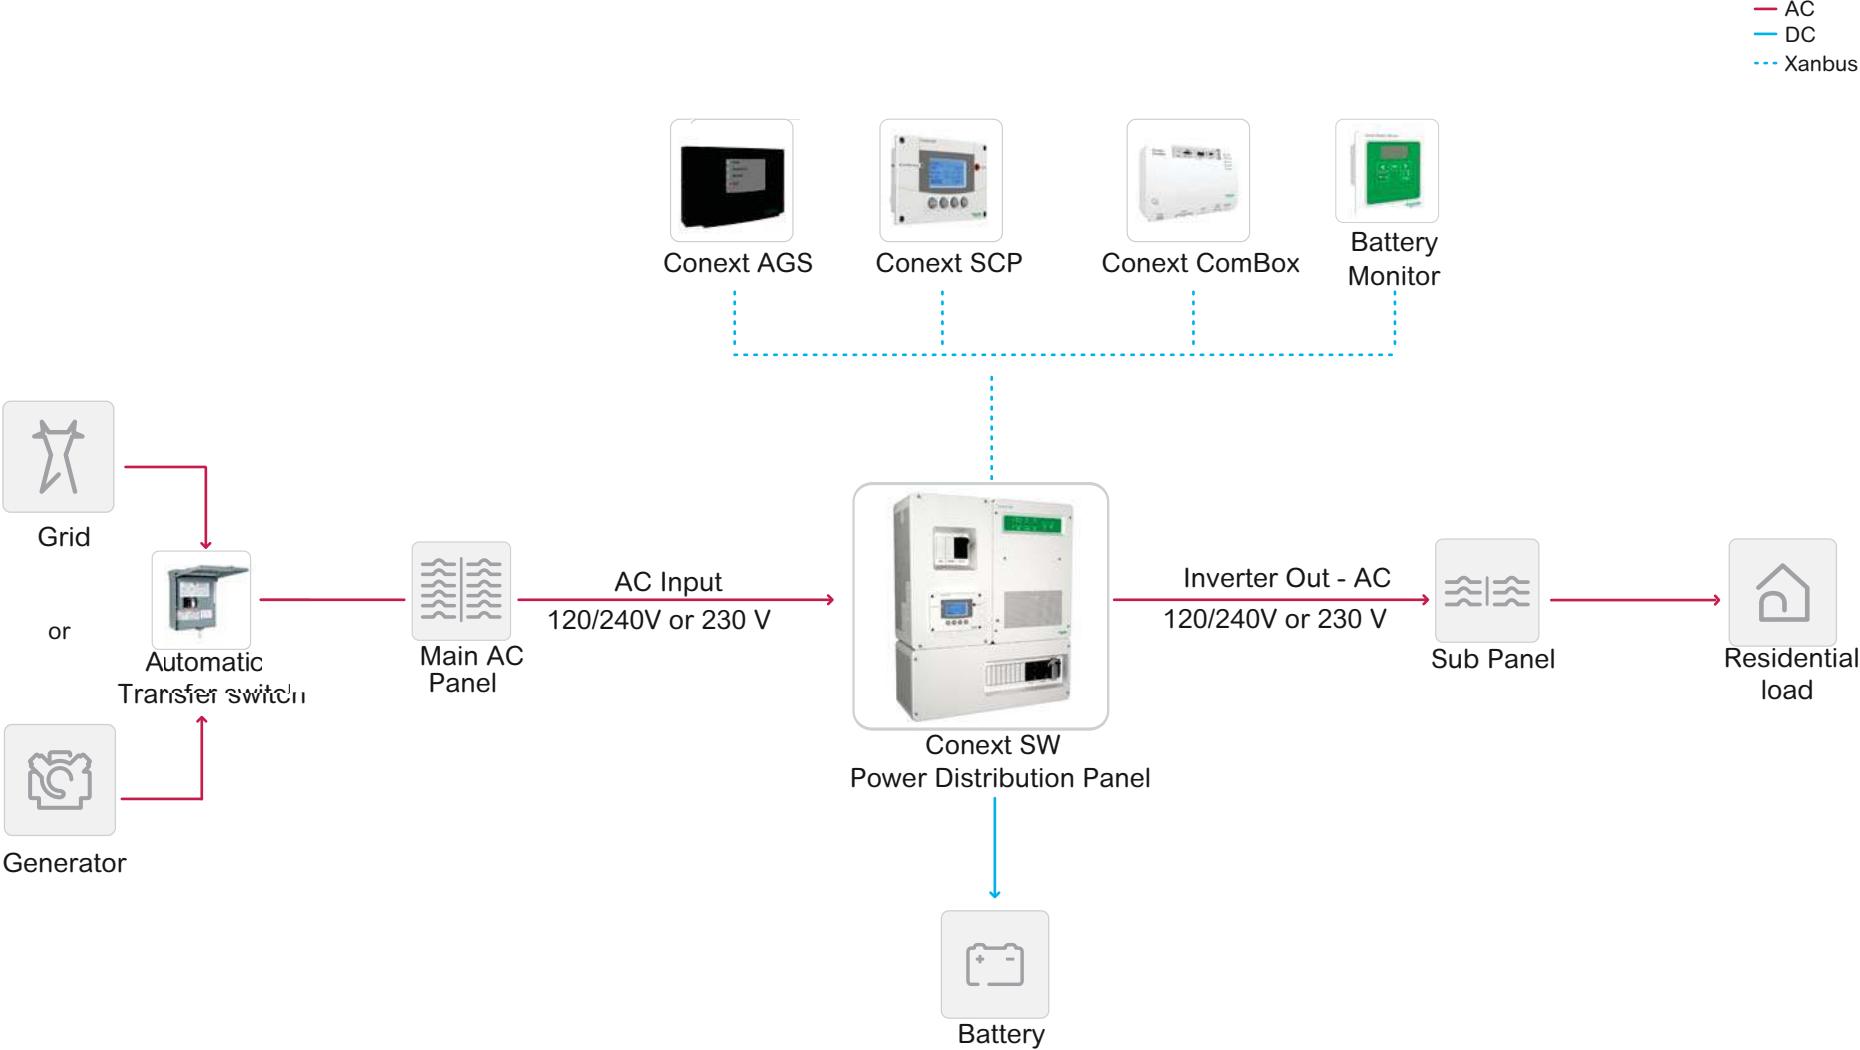 AC
DC
Xanbus
Conext AGS
Conext SCP
Conext ComBox
Battery
Monitor
Grid
or
Generator
Automatic
Transfer switch
Main AC
Panel
AC Input
120/240V or 230 V
Conext SW
Power Distribution Panel
Inverter Out - AC
120/240V or 230 V
Sub Panel
Residential
load
Battery